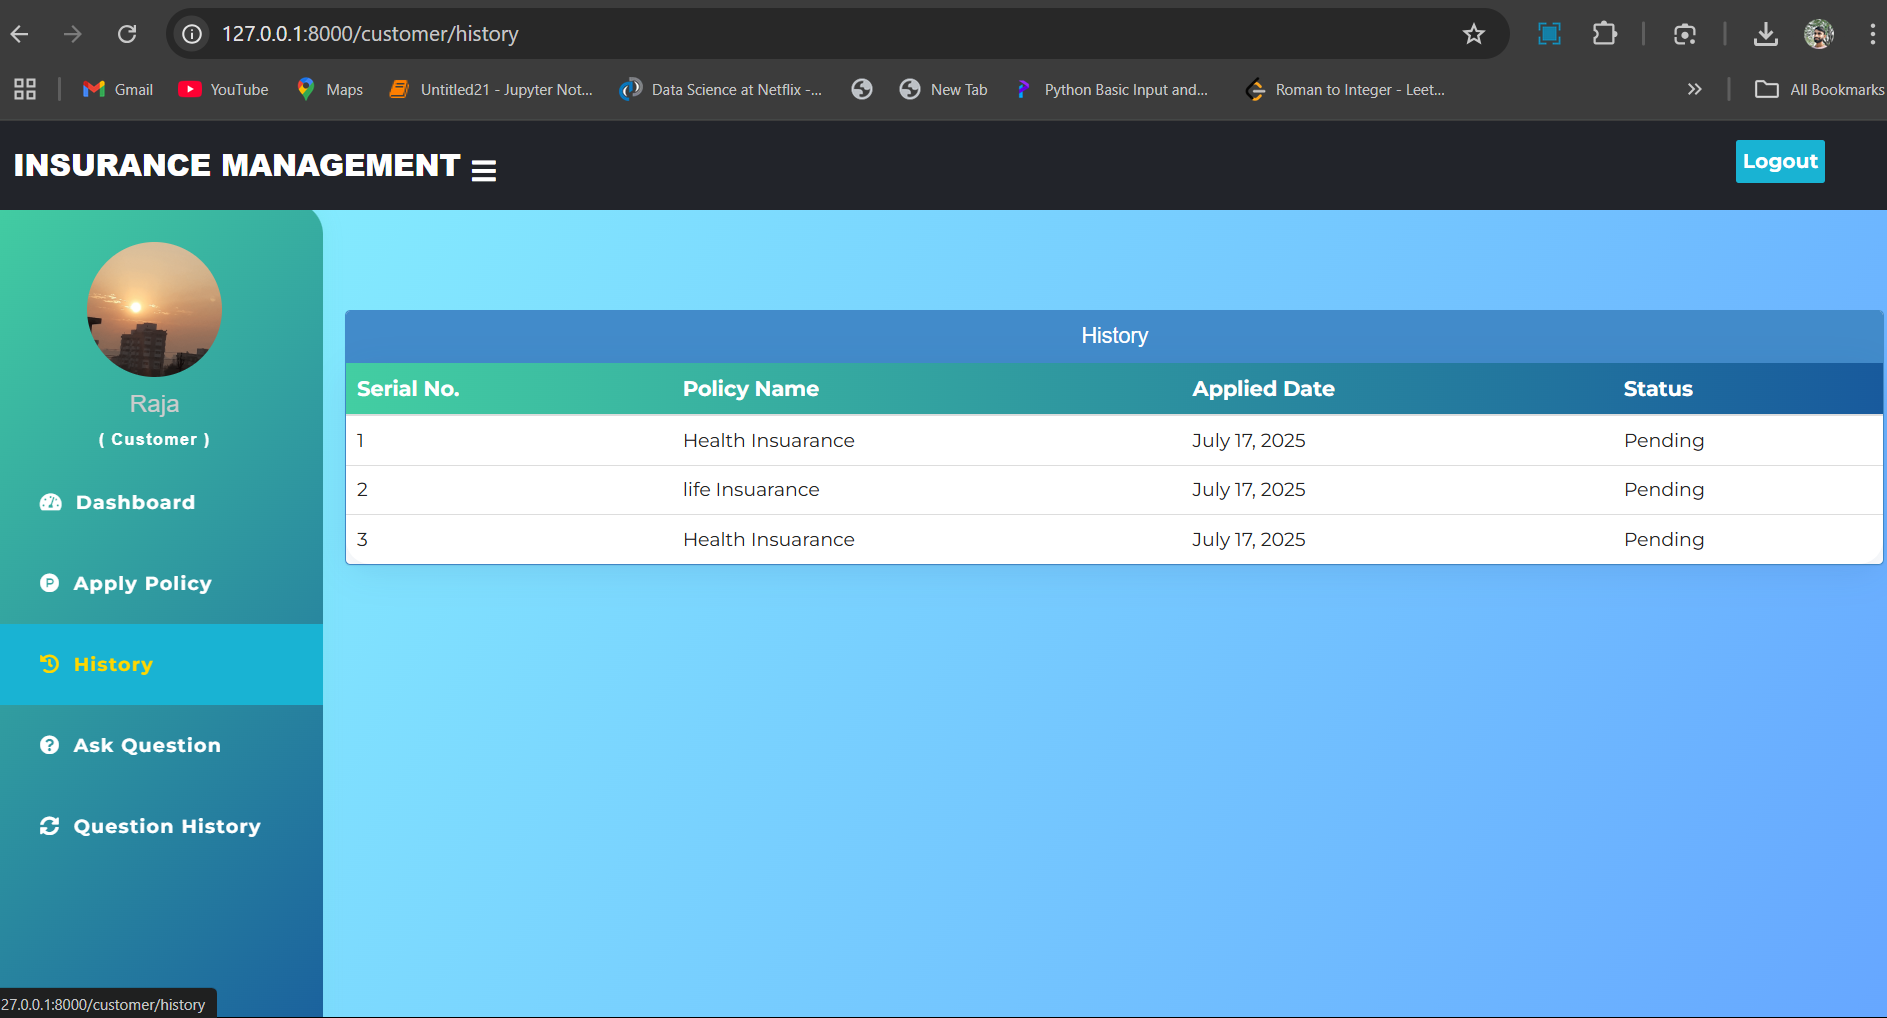 127.0.0.1:8000/customer/history
Gmail
YouTube
Maps
Untitled21 - Jupyter Not...
Data Science at Netflix -...
New Tab
Python Basic Input and...
Roman to Integer - Leet...
All Bookmarks
INSURANCE MANAGEMENT
Logout
Raja
( Customer )
Dashboard
Apply Policy
History
Ask Question
Question History
History
Serial No. Policy Name Applied Date Status
1 Health Insuarance July 17, 2025 Pending
2 life Insuarance July 17, 2025 Pending
3 Health Insuarance July 17, 2025 Pending
27.0.0.1:8000/customer/history